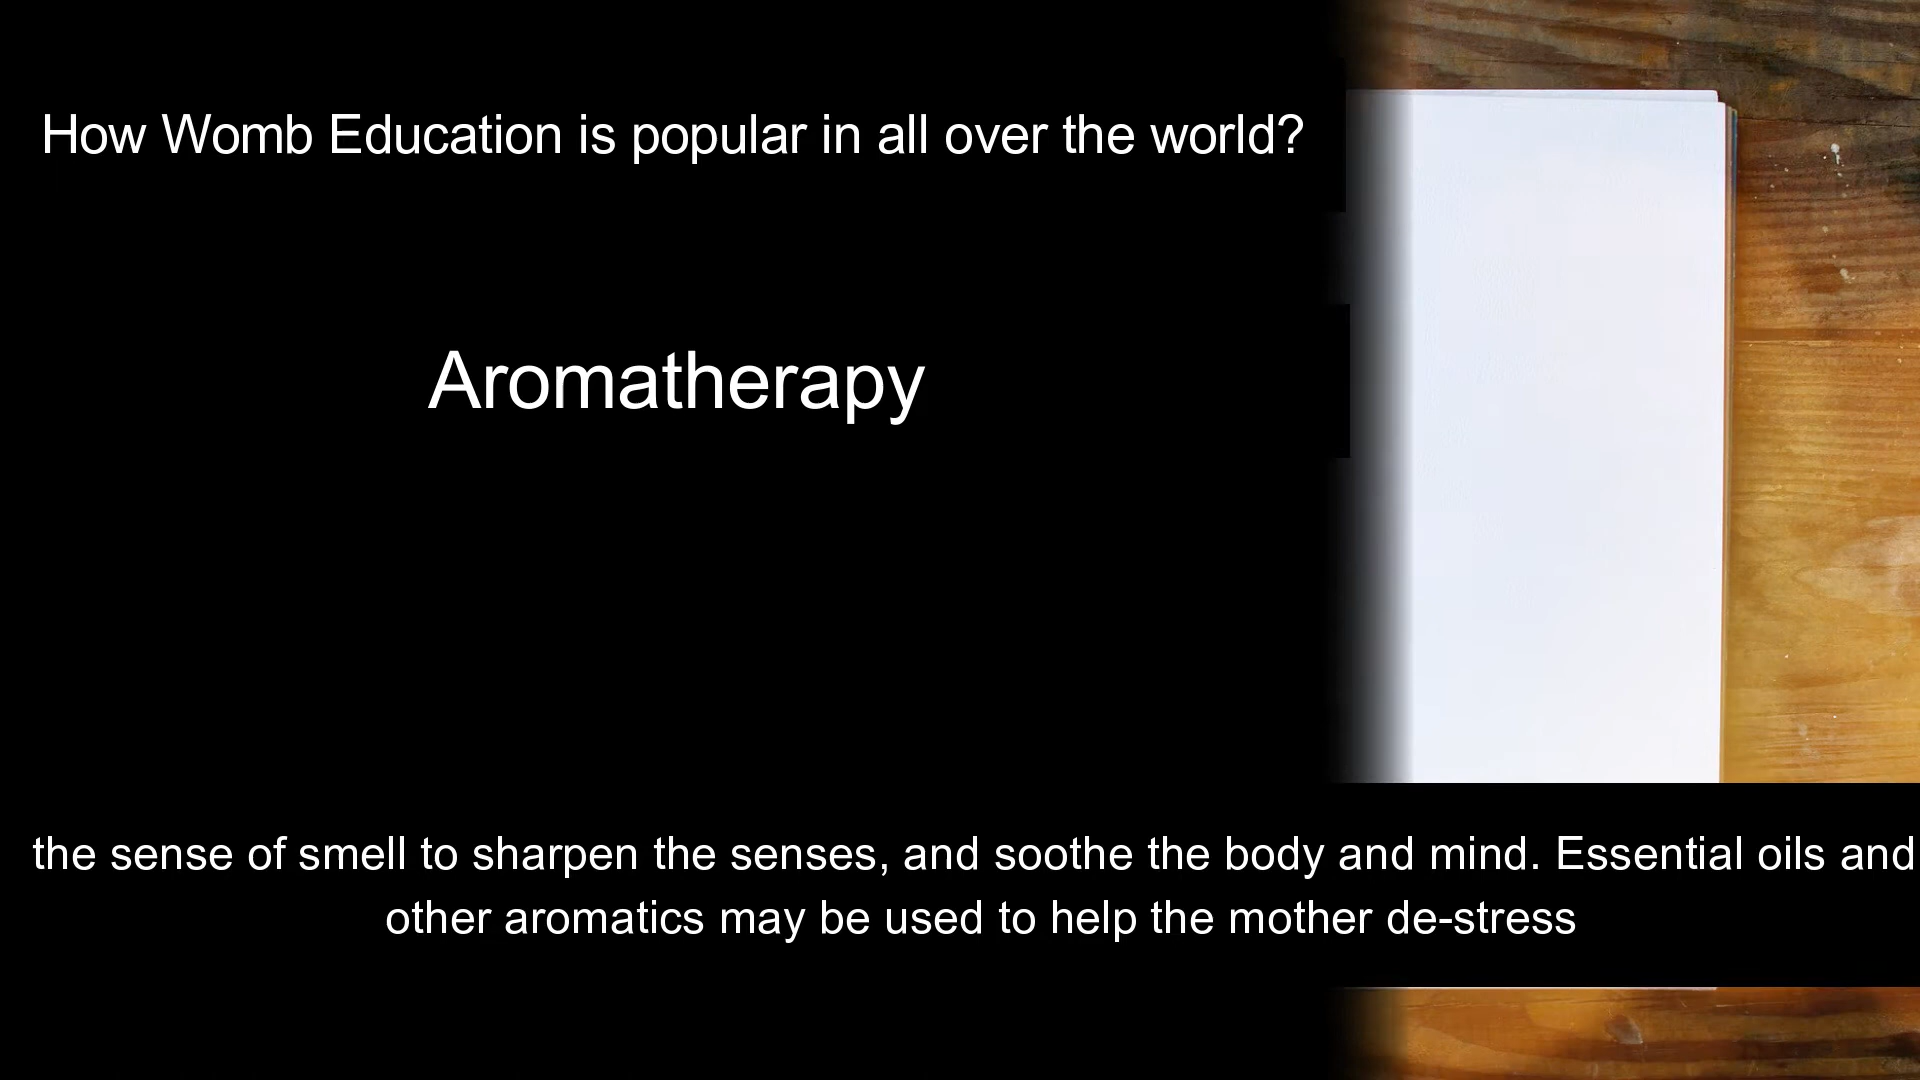 How Womb Education is popular in all over the world?
Aromatherapy
the sense of smell to sharpen the senses, and soothe the body and mind. Essential oils and
other aromatics may be used to help the mother de-stress